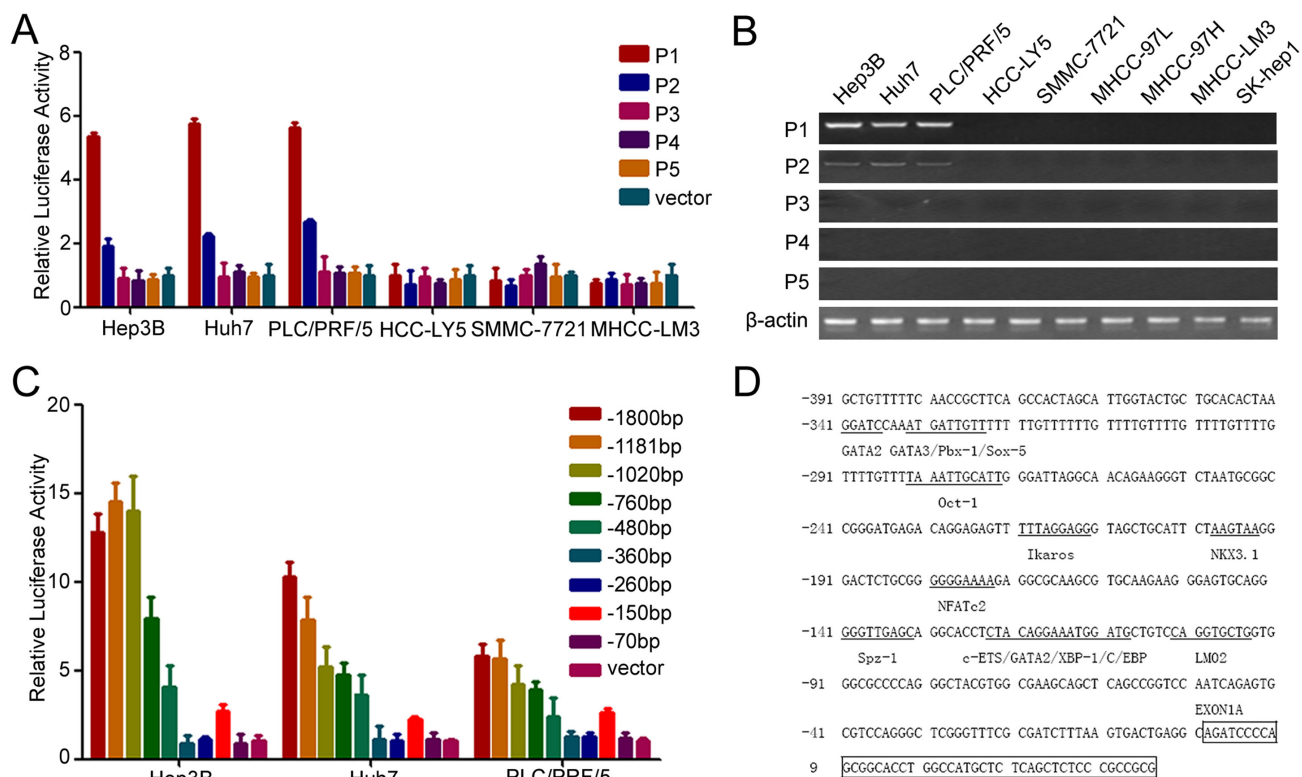 A
Relative Luciferase Activity
8
6
4
2
0
P1
P2
P3
P4
P5
vector
Hep3B Huh7 PLC/PRF/5 HCC-LY5 SMMC-7721 MHCC-LM3
B
Hep3B Huh7 PLC/PRF/5 HCC-LY5 SMMC-7721 MHCC-97L MHCC-97H MHCC-LM3 SK-hep1
P1
P2
P3
P4
P5
β-actin
C
Relative Luciferase Activity
20
15
10
5
0
-1800bp
-1181bp
-1020bp
-760bp
-480bp
-360bp
-260bp
-150bp
-70bp
vector
Hep3B Huh7 PLC/PRF/5
D
-391 GCTGTTTTTC AACCGCTTCA GCCACTAGCA TTGGTACTGC TGCACACTAA
-341 GGATCCAAAT GATTGTTTTT TTGTTTTTTG TTTTGTTTTG TTTTGTTTTG
GATA2 GATA3/Pbx-1/Sox-5
-291 TTTTGTTTTA AATTGCATTG GGATTAGGCA ACAGAAGGGT CTAATGCGGC
Oct-1
-241 CGGGATGAGA CAGGAGAGTT TTTAGGAGGG TAGCTGCATT CTAAGTAAGG
Ikaros NKX3.1
-191 GACTCTGCGG GGGGAAAAGA GGCGCAAGCG TGCAAGAAGG GGAGTGCAGG
NFATc2
-141 GGGTTGAGCA GGCACCTCTA CAGGAAATGG ATGCTGTCCA GGTGCTGGTG
Spz-1 c-ETS/GATA2/XBP-1/C/EBP LMO2
-91 GGCGCCCCAG GGCTACGTGG CGAAGCAGCT CAGCCGGTCC AATCAGAGTG
EXON1A
-41 CGTCCAGGGC TCGGGTTTCG CGATCTTTAA GTGACTGAGG CAGATCCCCA
9 GCGGCACCT GGCCATGCTC TCAGCTCTCC CGCCGCG